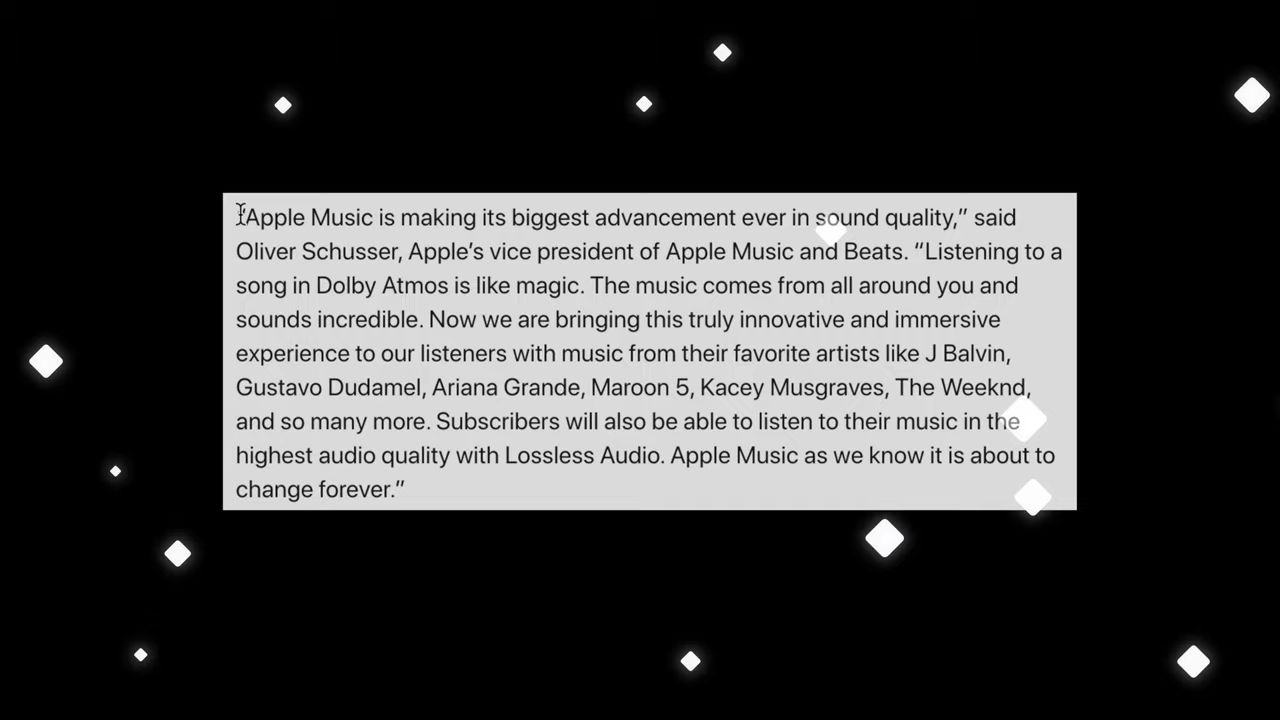 “Apple Music is making its biggest advancement ever in sound quality,” said
Oliver Schusser, Apple’s vice president of Apple Music and Beats. “Listening to a
song in Dolby Atmos is like magic. The music comes from all around you and
sounds incredible. Now we are bringing this truly innovative and immersive
experience to our listeners with music from their favorite artists like J Balvin,
Gustavo Dudamel, Ariana Grande, Maroon 5, Kacey Musgraves, The Weeknd,
and so many more. Subscribers will also be able to listen to their music in the
highest audio quality with Lossless Audio. Apple Music as we know it is about to
change forever.”